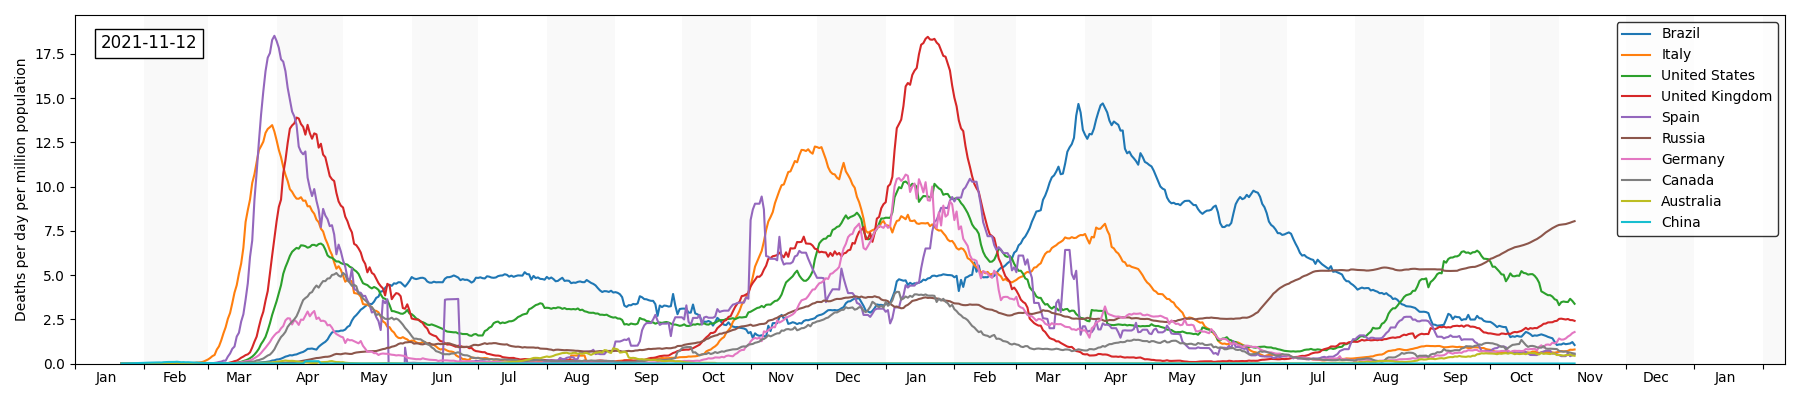 2021-11-12
Deaths per day per million population
17.5
15.0
12.5
10.0
7.5
5.0
2.5
0.0
Jan Feb Mar Apr May Jun Jul Aug Sep Oct Nov Dec Jan Feb Mar Apr May Jun Jul Aug Sep Oct Nov Dec Jan
Brazil
Italy
United States
United Kingdom
Spain
Russia
Germany
Canada
Australia
China